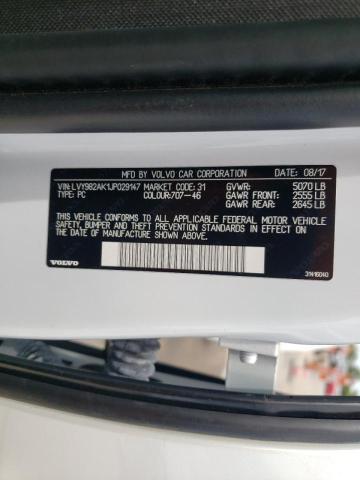 MFD BY VOLVO CAR CORPORATION DATE: 08/17
VIN: LVY982AK1JP029147 MARKET CODE: 31 GVWR: 5070 LB
TYPE: PC COLOUR:707-46 GAWR FRONT: 2555 LB
GAWR REAR: 2645 LB
THIS VEHICLE CONFORMS TO ALL APPLICABLE FEDERAL MOTOR VEHICLE
SAFETY, BUMPER AND THEFT PREVENTION STANDARDS IN EFFECT ON
THE DATE OF MANUFACTURE SHOWN ABOVE.
VOLVO 31416040